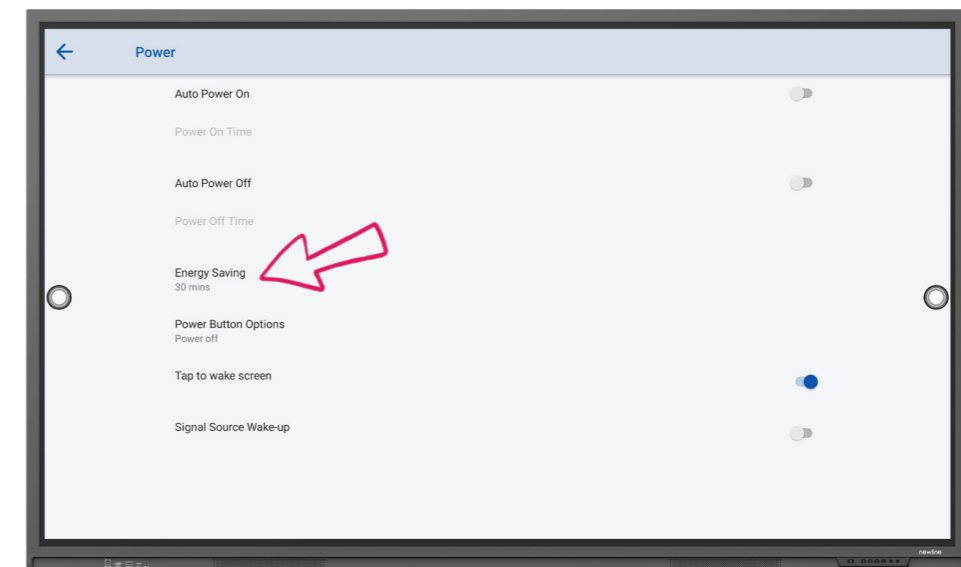 Power
Auto Power On
Power On Time
Auto Power Off
Power Off Time
Energy Saving
30 mins
Power Button Options
Power off
Tap to wake screen
Signal Source Wake-up
newline